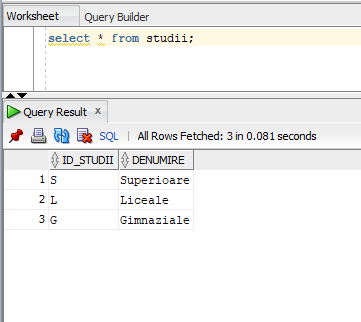 Worksheet Query Builder
select * from studii;
Query Result x
SQL | All Rows Fetched: 3 in 0.081 seconds
ID_STUDII DENUMIRE
1 S Superioare
2 L Liceale
3 G Gimnaziale